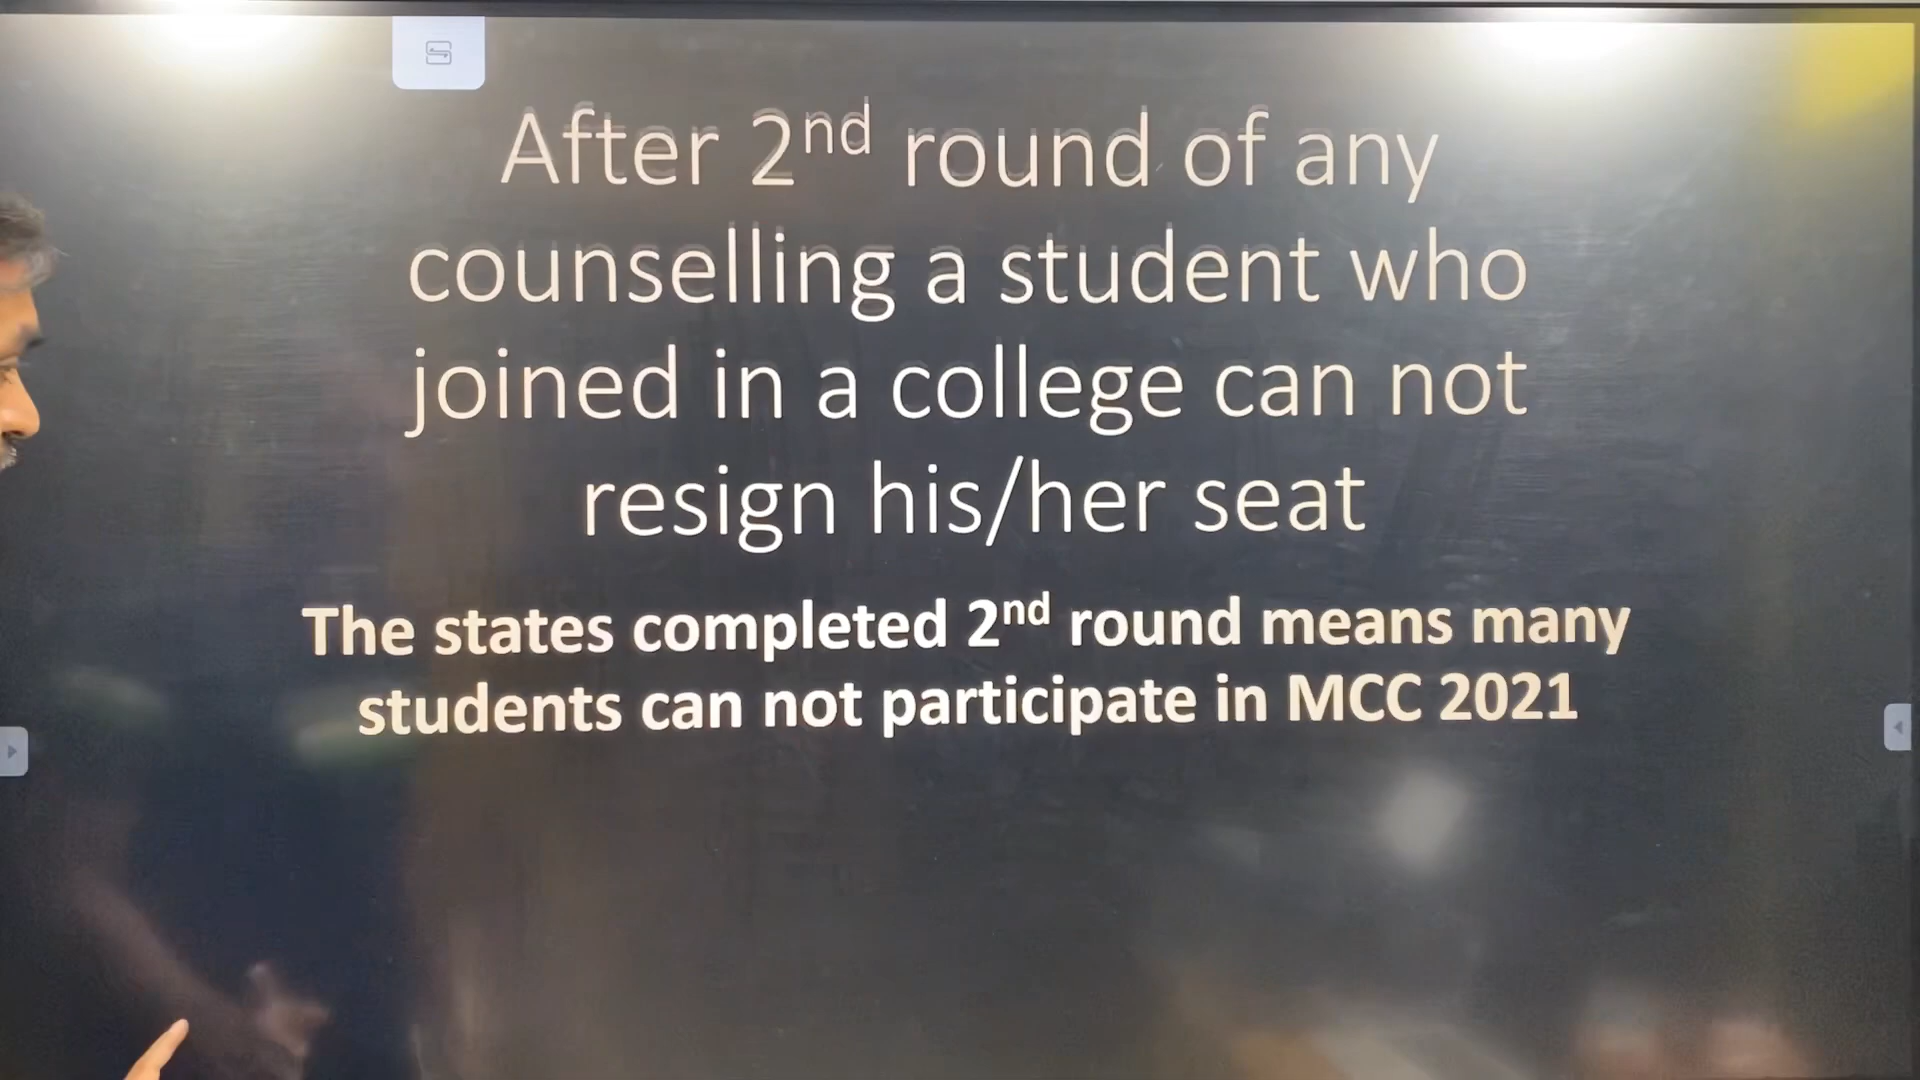 After 2nd round of any
counselling a student who
joined in a college can not
resign his/her seat
The states completed 2nd round means many
students can not participate in MCC 2021